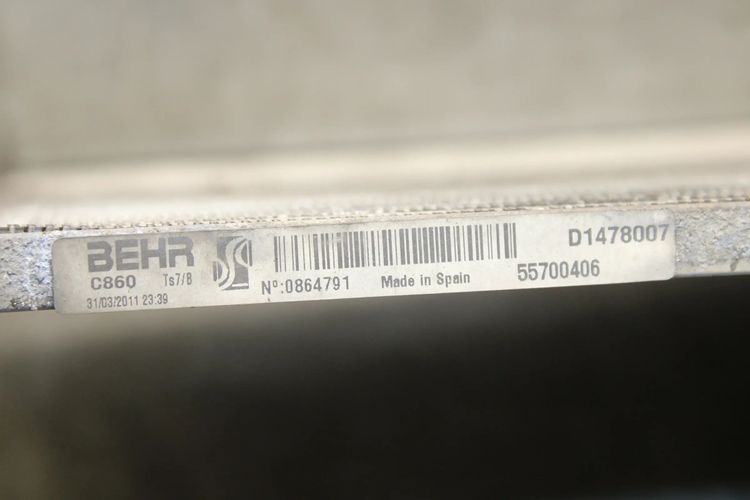 BEHR
C860 Ts7/8
31/03/2011 23:39
Nº:0864791 Made in Spain
D1478007
55700406